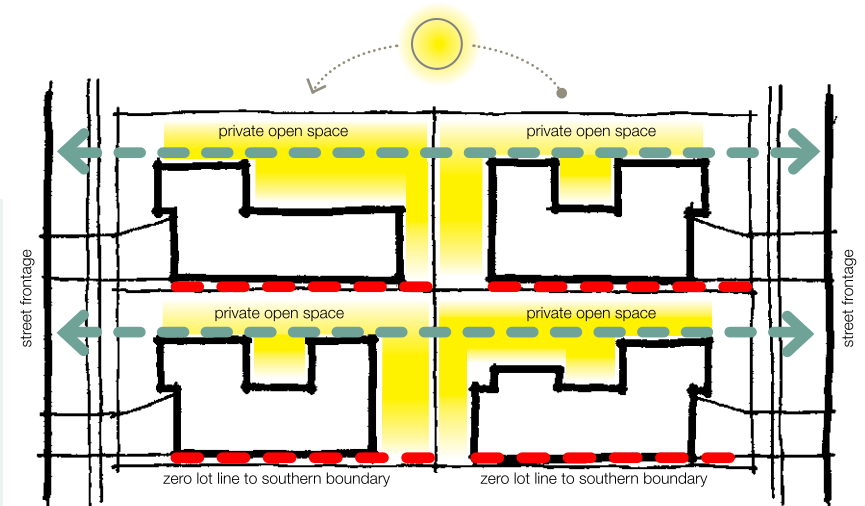 private open space
private open space
street frontage
street frontage
private open space
private open space
zero lot line to southern boundary
zero lot line to southern boundary